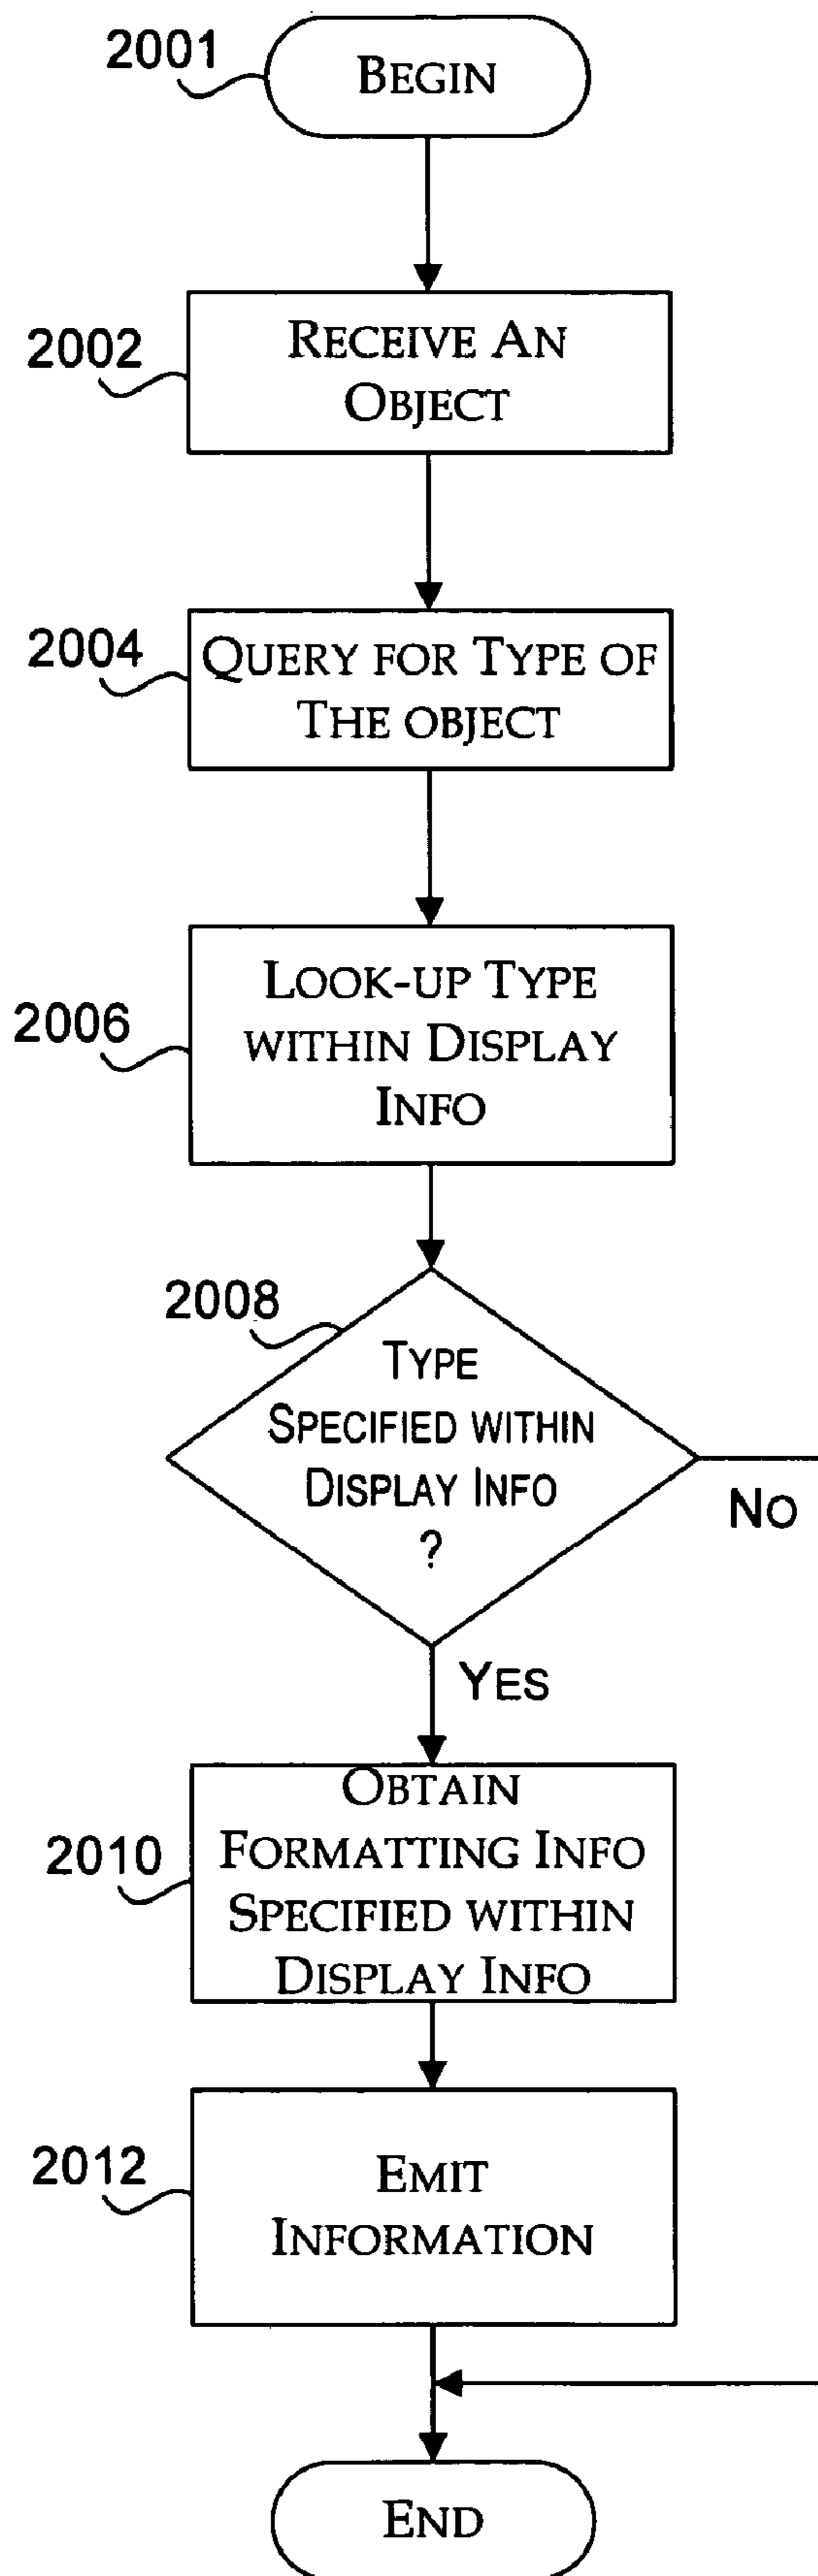 2001
BEGIN
2002
RECEIVE AN
OBJECT
2004
QUERY FOR TYPE OF
THE OBJECT
2006
LOOK-UP TYPE
WITHIN DISPLAY
INFO
2008
TYPE
SPECIFIED WITHIN
DISPLAY INFO
?
NO
YES
2010
OBTAIN
FORMATTING INFO
SPECIFIED WITHIN
DISPLAY INFO
2012
EMIT
INFORMATION
END